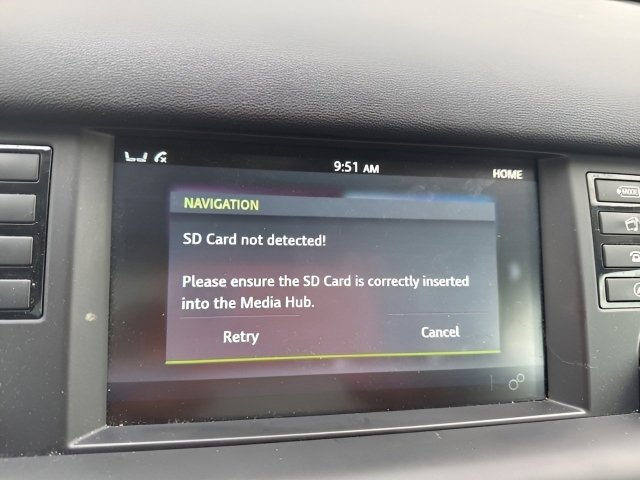 9:51 AM
HOME
NAVIGATION
SD Card not detected!
Please ensure the SD Card is correctly inserted
into the Media Hub.
Retry
Cancel